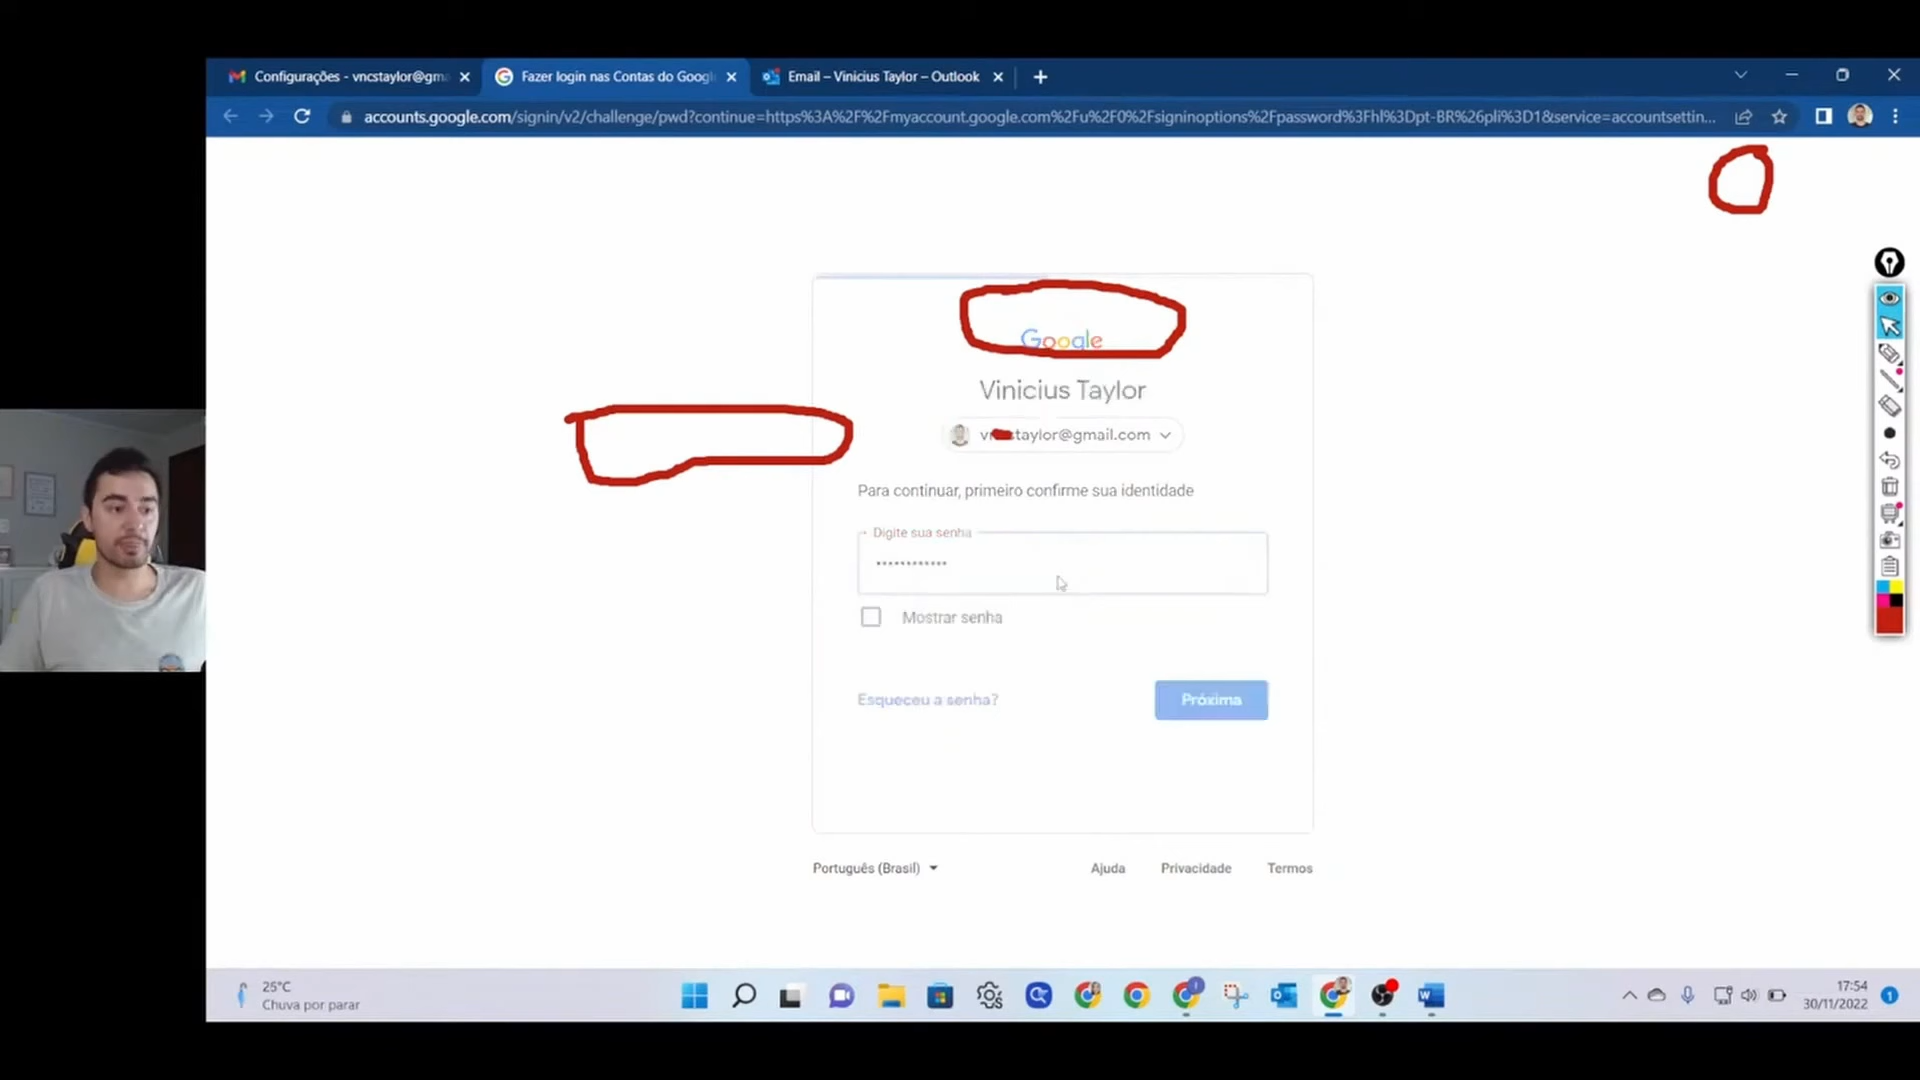 Configurações - vncstaylor@gm
Fazer login nas Contas do Googl
Email – Vinicius Taylor – Outlook
accounts.google.com/signin/v2/challenge/pwd?continue=https%3A%2F%2Fmyaccount.google.com%2Fu%2F0%2Fsigninoptions%2Fpassword%3Fhl%3Dpt-BR%26pli%3D1&service=accountsettin...
Google
Vinicius Taylor
staylor@gmail.com
Para continuar, primeiro confirme sua identidade
Digite sua senha
••••••••••••
Mostrar senha
Esqueceu a senha?
Próxima
Português (Brasil)
Ajuda
Privacidade
Termos
25°C
Chuva por parar
17:54
30/11/2022
1